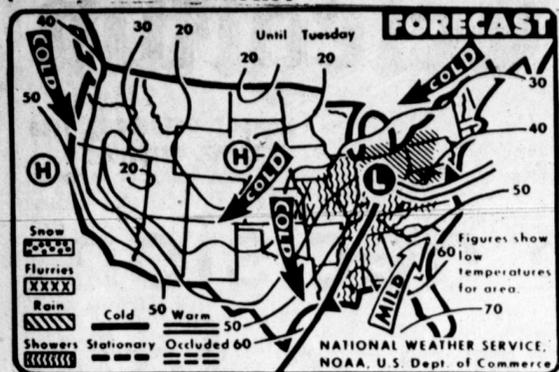 FORECAST
Until Tuesday
40
30
20
20
20
COLD
COLD
30
50
40
H
H
20
COLD
COLD
L
50
Snow
Flurries
Rain
Showers
Cold
Warm
Stationary
Occluded
50
50
60
60
70
MILD
Figures show
low
temperatures
for area.
NATIONAL WEATHER SERVICE,
NOAA, U.S. Dept. of Commerce